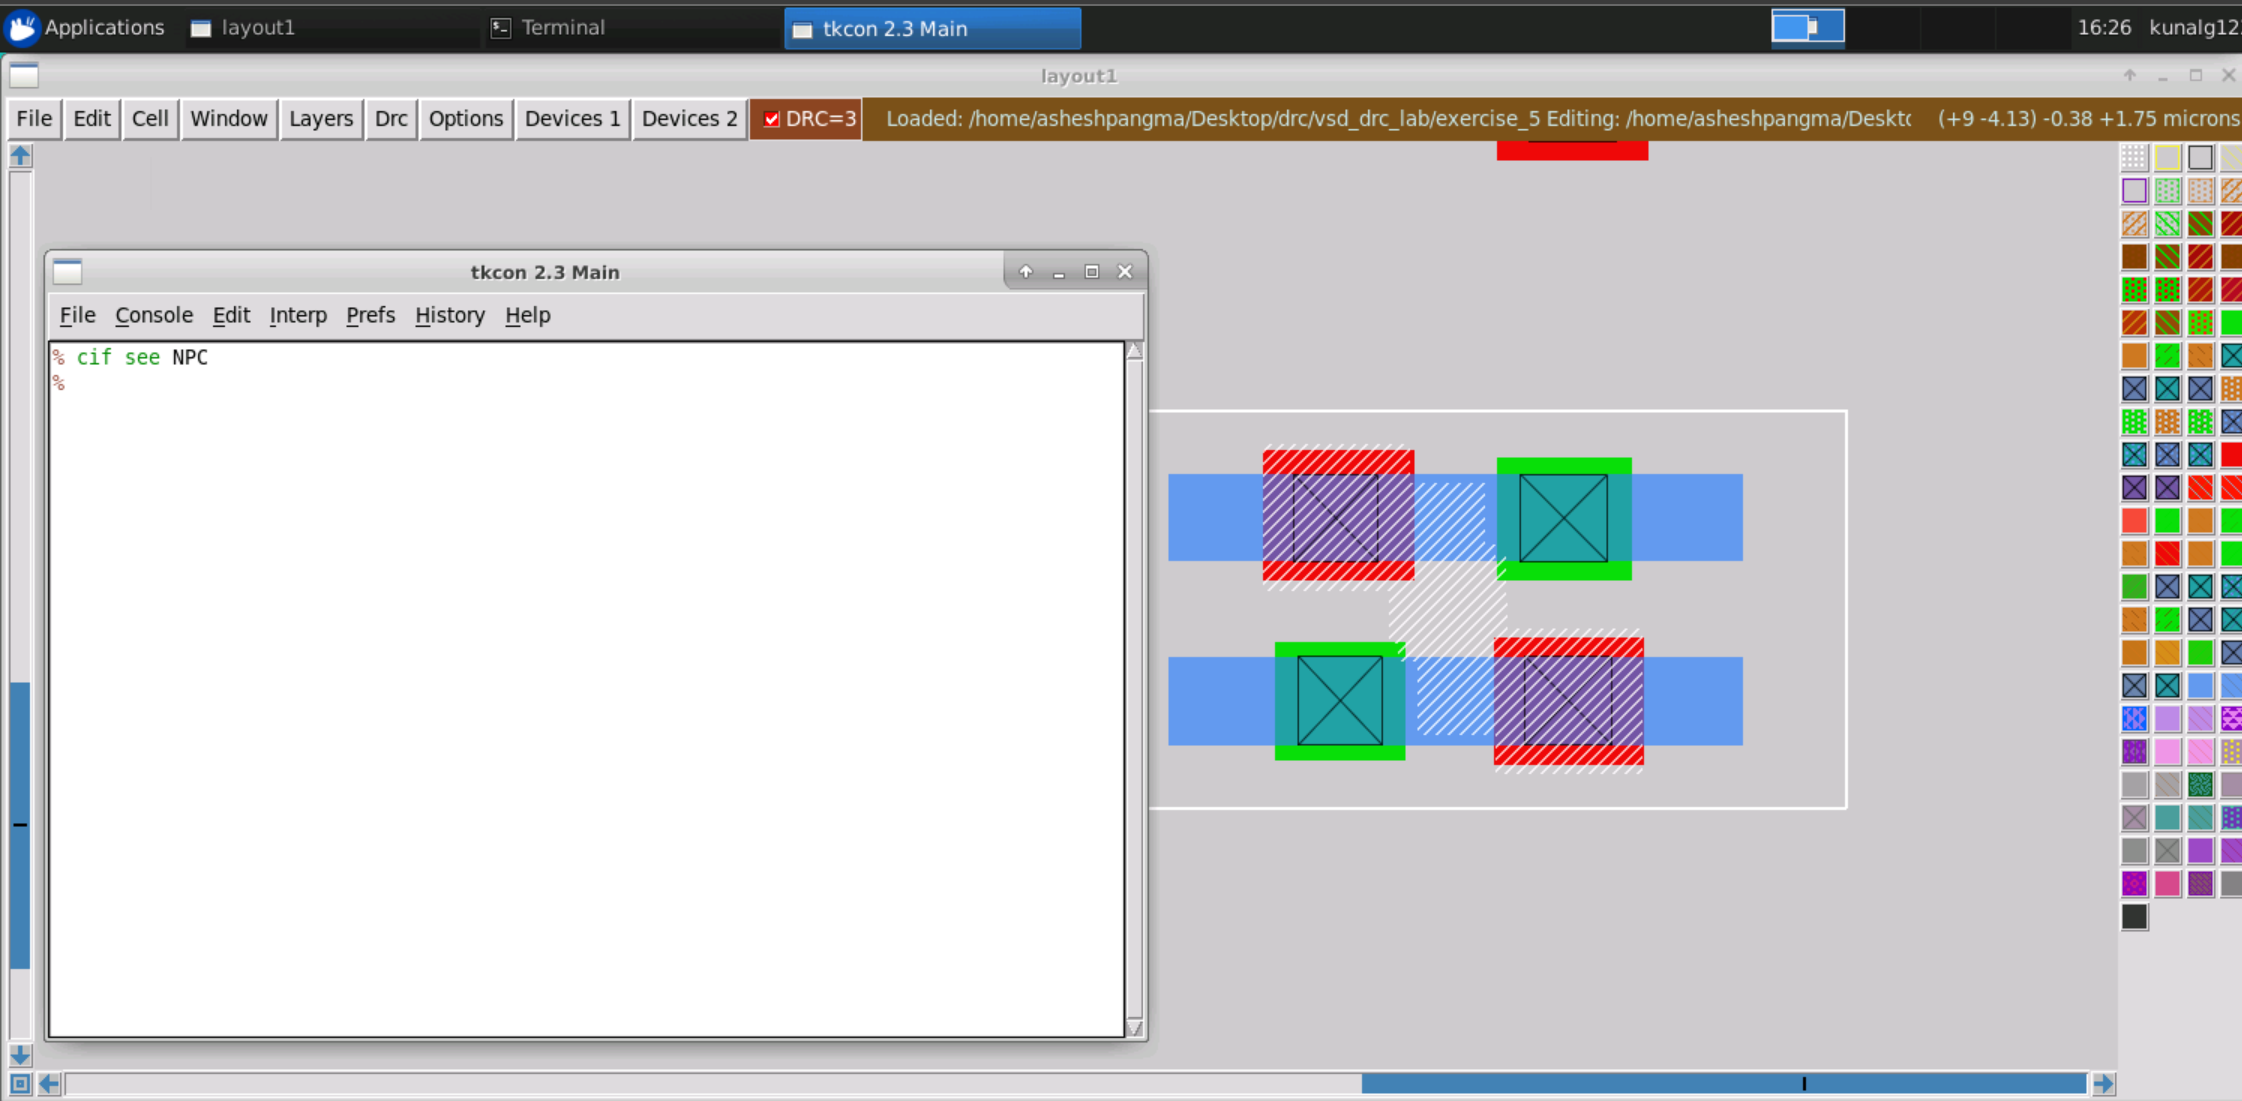 Applications layout1 Terminal tkcon 2.3 Main 16:26 kunalg12
layout1
File Edit Cell Window Layers Drc Options Devices 1 Devices 2 DRC=3 Loaded: /home/asheshpangma/Desktop/drc/vsd_drc_lab/exercise_5 Editing: /home/asheshpangma/Deskto (+9 -4.13) -0.38 +1.75 microns
tkcon 2.3 Main
File Console Edit Interp Prefs History Help
% cif see NPC
%